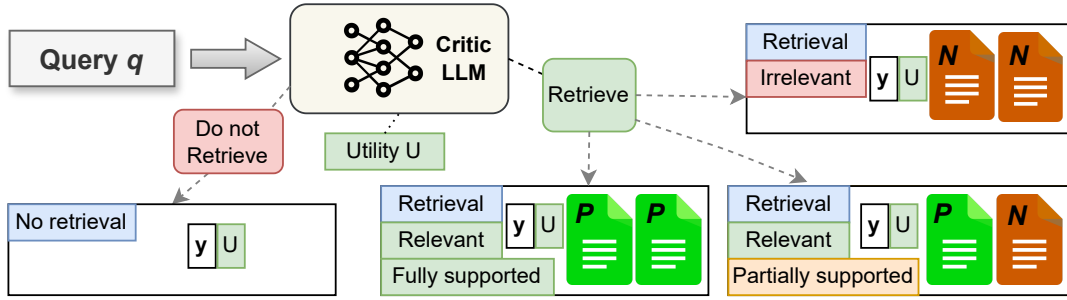 Query q
Critic
LLM
Do not
Retrieve
Utility U
Retrieve
Retrieval
Irrelevant
y
U
N
N
No retrieval
y
U
Retrieval
Relevant
Fully supported
y
U
P
P
Retrieval
Relevant
Partially supported
y
U
P
N